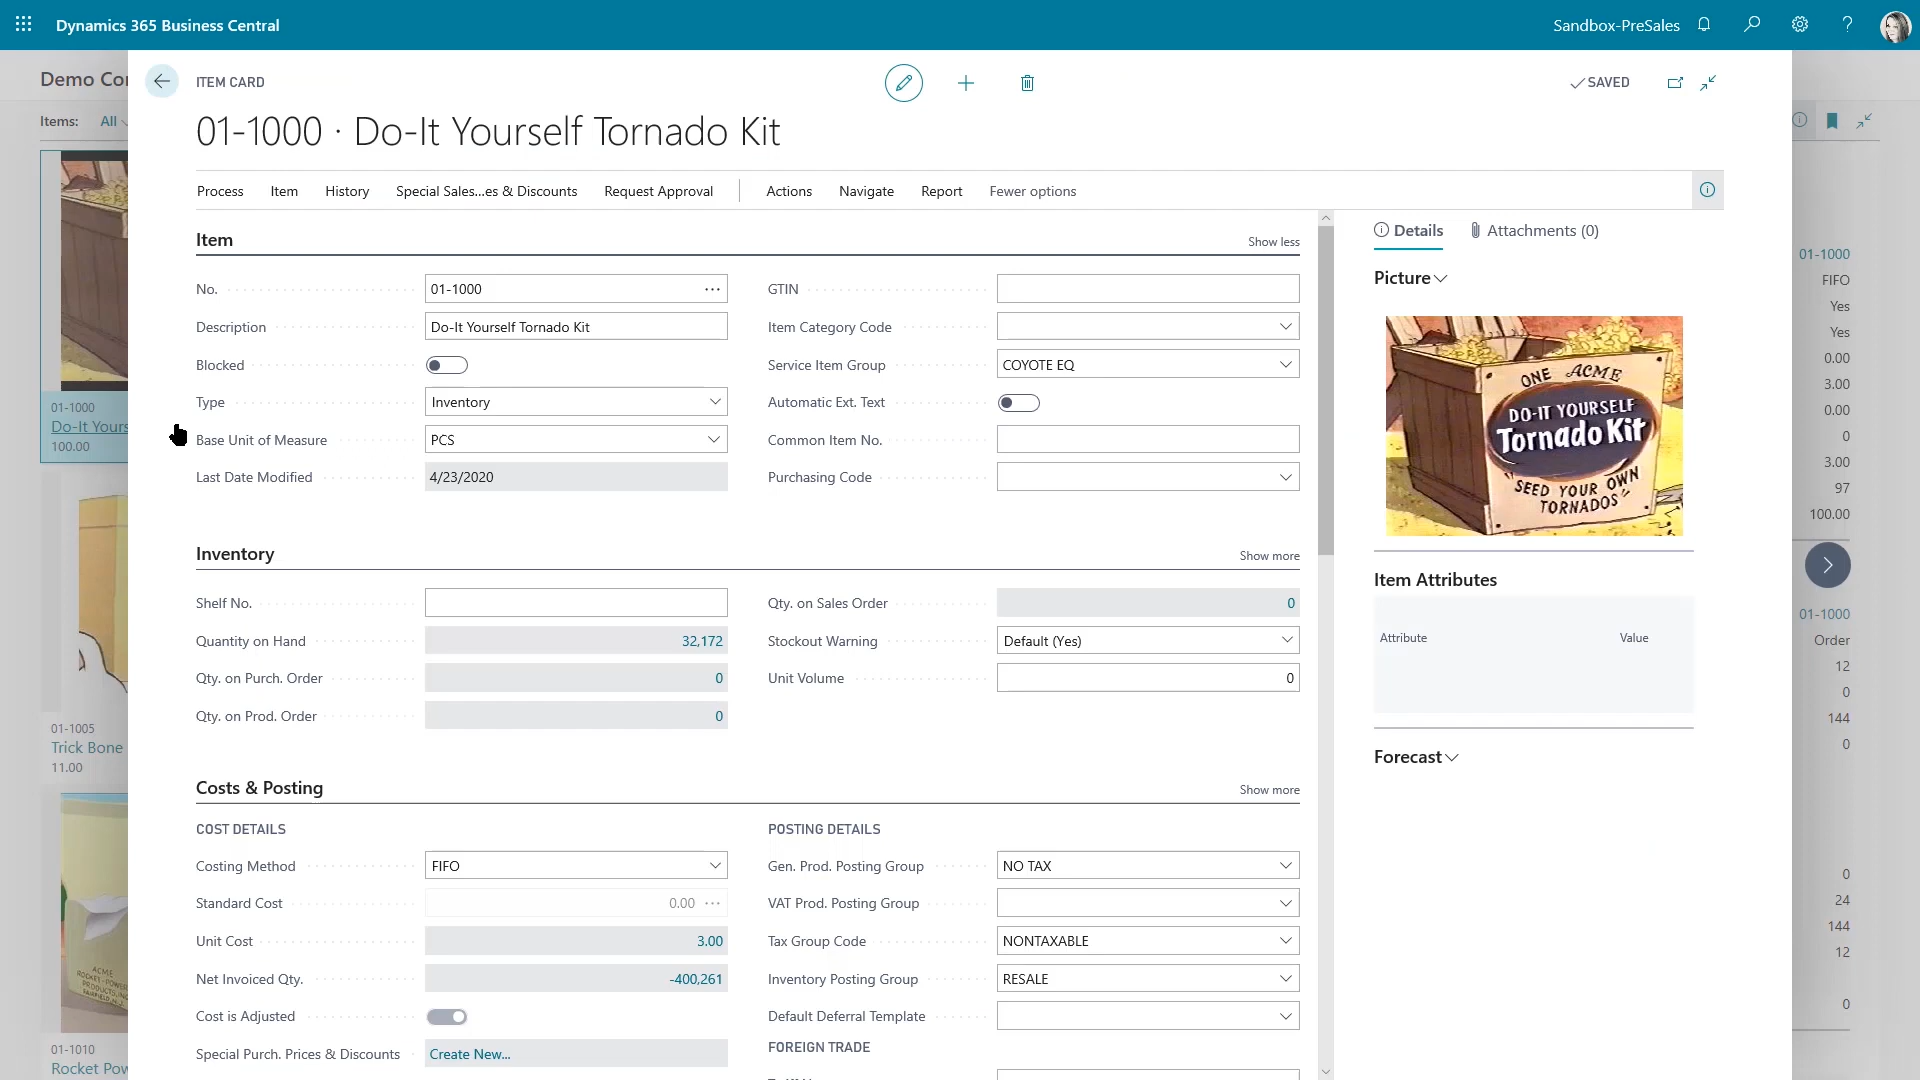 Dynamics 365 Business Central
Sandbox-PreSales
?
Demo Co
Items: All
ITEM CARD
SAVED
01-1000 · Do-It Yourself Tornado Kit
Process Item History Special Sales...es & Discounts Request Approval Actions Navigate Report Fewer options
Item
Show less
No. 01-1000 ...
Description Do-It Yourself Tornado Kit
Blocked
Type Inventory
Base Unit of Measure PCS
Last Date Modified 4/23/2020
GTIN
Item Category Code
Service Item Group COYOTE EQ
Automatic Ext. Text
Common Item No.
Purchasing Code
Inventory
Show more
Shelf No.
Quantity on Hand 32,172
Qty. on Purch. Order 0
Qty. on Prod. Order 0
Qty. on Sales Order 0
Stockout Warning Default (Yes)
Unit Volume 0
Costs & Posting
Show more
COST DETAILS
Costing Method FIFO
Standard Cost 0.00 ...
Unit Cost 3.00
Net Invoiced Qty. -400,261
Cost is Adjusted
Special Purch. Prices & Discounts Create New...
POSTING DETAILS
Gen. Prod. Posting Group NO TAX
VAT Prod. Posting Group
Tax Group Code NONTAXABLE
Inventory Posting Group RESALE
Default Deferral Template
FOREIGN TRADE
Details
Attachments (0)
Picture
ONE ACME
DO-IT YOURSELF
Tornado Kit
"SEED YOUR OWN
TORNADOS"
Item Attributes
Attribute Value
Forecast
01-1000
Do-It Yours
100.00
01-1005
Trick Bone
11.00
ACME
ROCKET-POWER
PRODUCTS, INC
FAIRFIELD, N.J.
01-1010
Rocket Pow
01-1000
FIFO
Yes
Yes
0.00
3.00
0.00
0
3.00
97
100.00
01-1000
Order
12
0
144
0
0
24
144
12
0